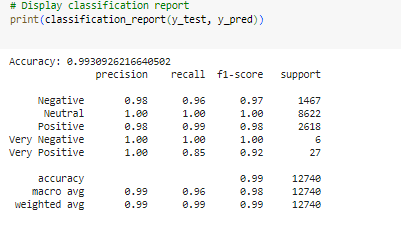 # Display classification report
print(classification_report(y_test, y_pred))
Accuracy: 0.9930926216640502
precision recall f1-score support
Negative 0.98 0.96 0.97 1467
Neutral 1.00 1.00 1.00 8622
Positive 0.98 0.99 0.98 2618
Very Negative 1.00 1.00 1.00 6
Very Positive 1.00 0.85 0.92 27
accuracy 0.99 12740
macro avg 0.99 0.96 0.98 12740
weighted avg 0.99 0.99 0.99 12740